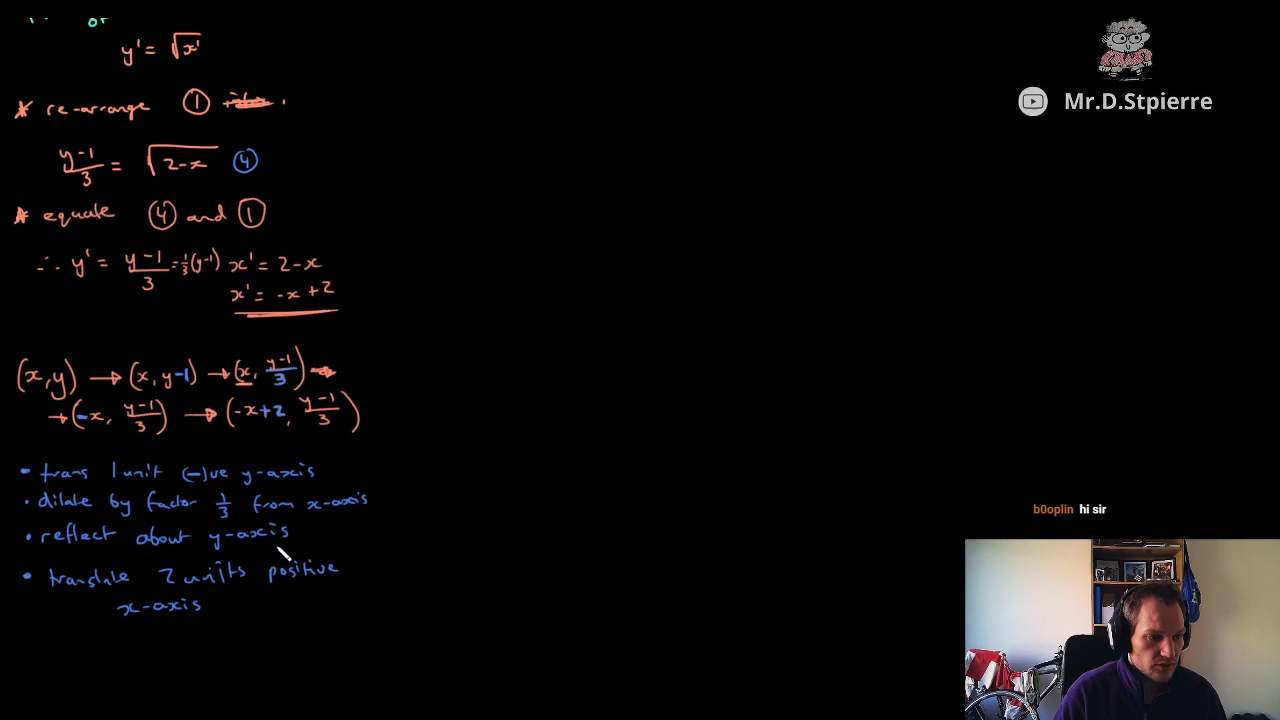 of
y' = √x'
* re-arrange ① .
(y-1)/3 = √(2-x) ④
* equate ④ and ①
∴ y' = (y-1)/3 = 1/3(y-1) x' = 2-x
x' = -x+2
(x,y) → (x, y-1) → (x, (y-1)/3) →
→ (-x, (y-1)/3) → (-x+2, (y-1)/3)
• trans 1 unit (-)ve y-axis
• dilate by factor 1/3 from x-axis
• reflect about y-axis
• translate 2 units positive
x-axis
Mr.D.Stpierre
b0oplin hi sir